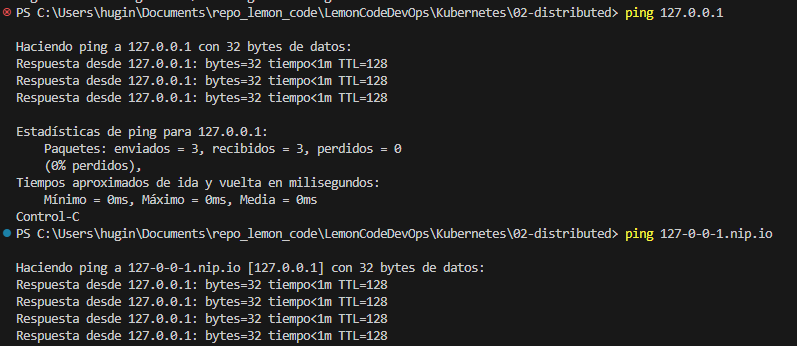 PS C:\Users\hugin\Documents\repo_lemon_code\LemonCodeDevOps\Kubernetes\02-distributed> ping 127.0.0.1
Haciendo ping a 127.0.0.1 con 32 bytes de datos:
Respuesta desde 127.0.0.1: bytes=32 tiempo<1m TTL=128
Respuesta desde 127.0.0.1: bytes=32 tiempo<1m TTL=128
Respuesta desde 127.0.0.1: bytes=32 tiempo<1m TTL=128
Estadísticas de ping para 127.0.0.1:
    Paquetes: enviados = 3, recibidos = 3, perdidos = 0
    (0% perdidos),
Tiempos aproximados de ida y vuelta en milisegundos:
    Mínimo = 0ms, Máximo = 0ms, Media = 0ms
Control-C
PS C:\Users\hugin\Documents\repo_lemon_code\LemonCodeDevOps\Kubernetes\02-distributed> ping 127-0-0-1.nip.io
Haciendo ping a 127-0-0-1.nip.io [127.0.0.1] con 32 bytes de datos:
Respuesta desde 127.0.0.1: bytes=32 tiempo<1m TTL=128
Respuesta desde 127.0.0.1: bytes=32 tiempo<1m TTL=128
Respuesta desde 127.0.0.1: bytes=32 tiempo<1m TTL=128
Respuesta desde 127.0.0.1: bytes=32 tiempo<1m TTL=128